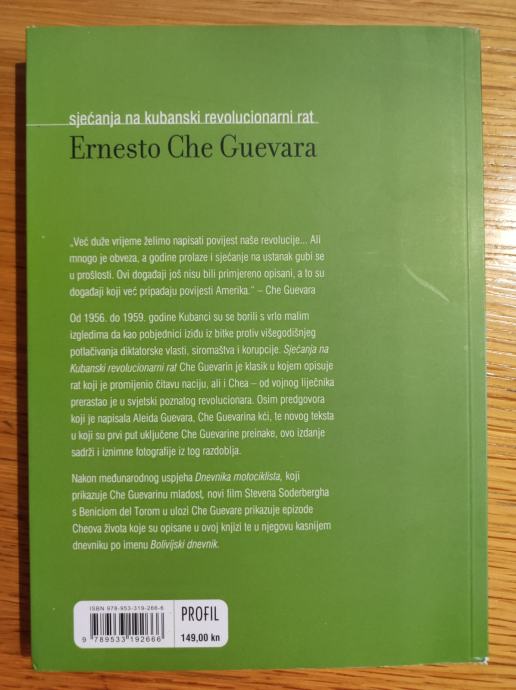 sjećanja na kubanski revolucionarni rat
Ernesto Che Guevara
„Već duže vrijeme želimo napisati povijest naše revolucije... Ali
mnogo je obveza, a godine prolaze i sjećanje na ustanak gubi se
u prošlosti. Ovi događaji još nisu bili primjereno opisani, a to su
događaji koji već pripadaju povijesti Amerika." – Che Guevara
Od 1956. do 1959. godine Kubanci su se borili s vrlo malim
izgledima da kao pobjednici iziđu iz bitke protiv višegodišnjeg
potlačivanja diktatorske vlasti, siromaštva i korupcije. Sjećanja na
Kubanski revolucionarni rat Che Guevarin je klasik u kojem opisuje
rat koji je promijenio čitavu naciju, ali i Chea – od vojnog liječnika
prerastao je u svjetski poznatog revolucionara. Osim predgovora
koji je napisala Aleida Guevara, Che Guevarina kći, te novog teksta
u koji su prvi put uključene Che Guevarine preinake, ovo izdanje
sadrži i iznimne fotografije iz tog razdoblja.
Nakon međunarodnog uspjeha Dnevnika motociklista, koji
prikazuje Che Guevarinu mladost, novi film Stevena Soderbergha
s Beniciom del Torom u ulozi Che Guevare prikazuje epizode
Cheova života koje su opisane u ovoj knjizi te u njegovu kasnijem
dnevniku po imenu Bolivijski dnevnik.
ISBN 978-953-319-266-6
9 789533 192666
PROFIL
149,00 kn